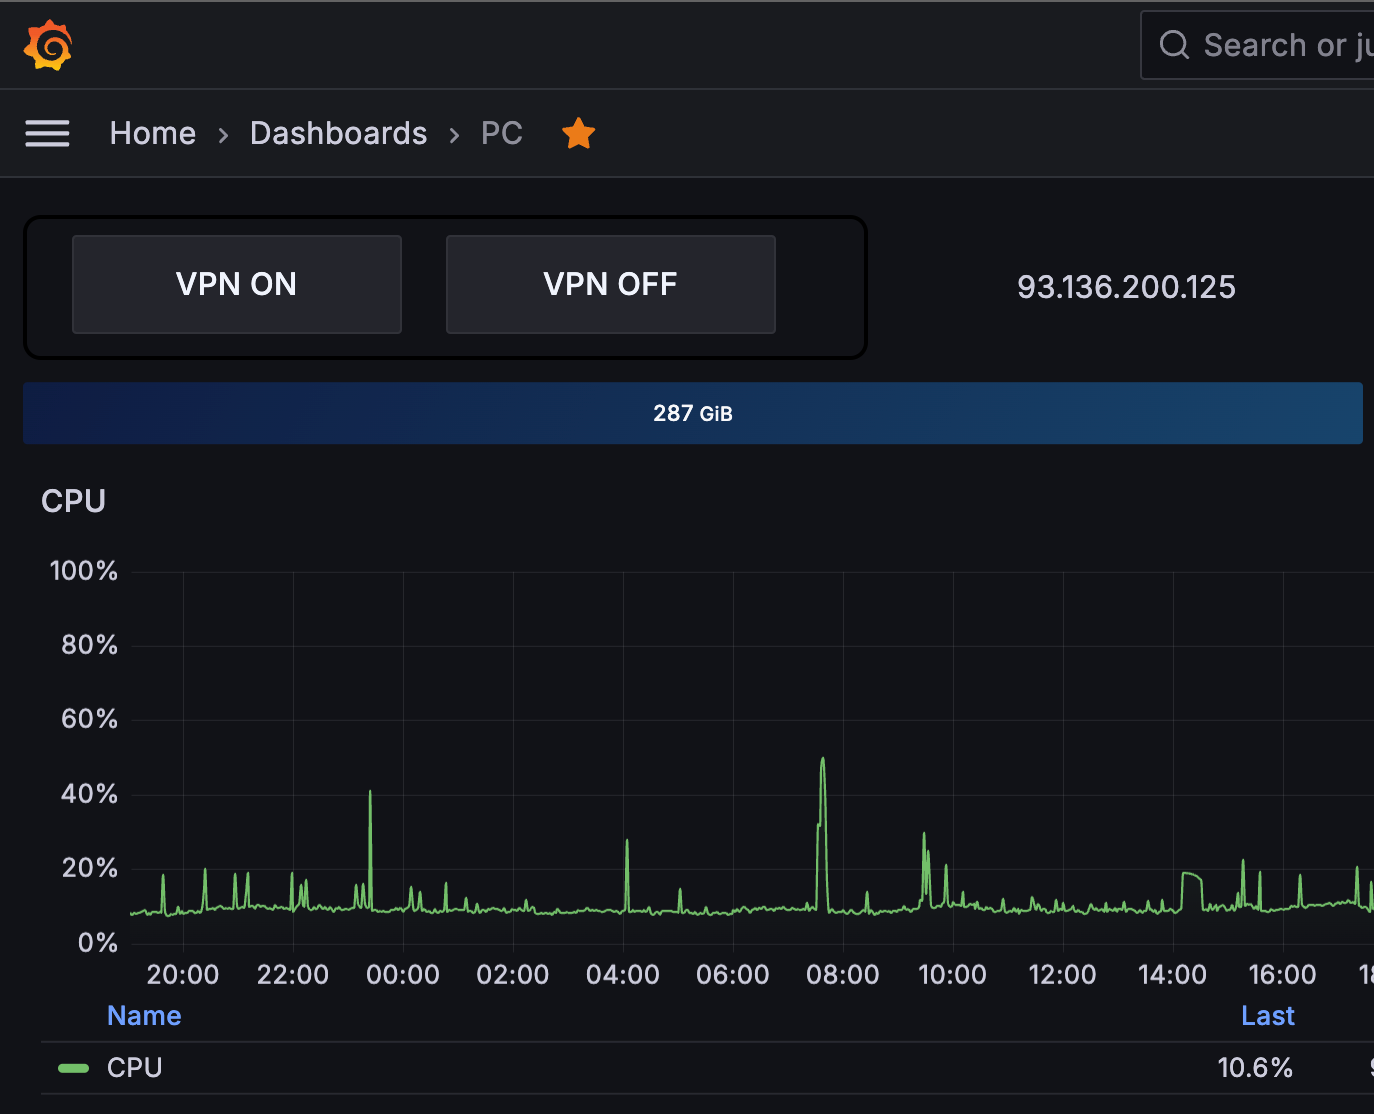 Search or ju
Home › Dashboards › PC
VPN ON VPN OFF 93.136.200.125
287 GiB
CPU
100%
80%
60%
40%
20%
0%
20:00 22:00 00:00 02:00 04:00 06:00 08:00 10:00 12:00 14:00 16:00 18
Name Last
CPU 10.6%